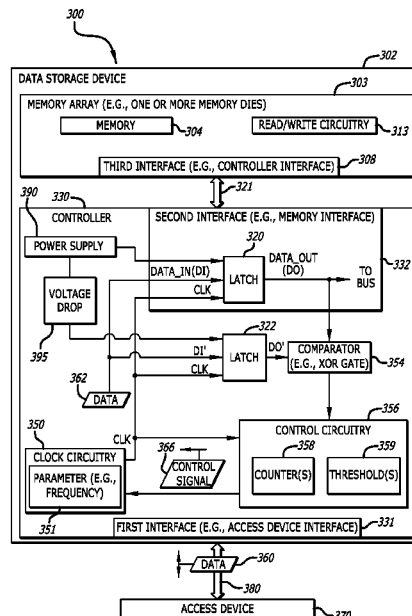 300
302
DATA STORAGE DEVICE
303
MEMORY ARRAY (E.G., ONE OR MORE MEMORY DIES)
MEMORY
304
READ/WRITE CIRCUITRY
313
THIRD INTERFACE (E.G., CONTROLLER INTERFACE)
308
321
330
CONTROLLER
390
POWER SUPPLY
SECOND INTERFACE (E.G., MEMORY INTERFACE)
332
320
DATA_IN(DI)
LATCH
CLK
DATA_OUT
(DO)
TO
BUS
VOLTAGE
DROP
395
322
DI'
LATCH
DO'
CLK
COMPARATOR
(E.G., XOR GATE)
354
362
DATA
350
CLK
CLOCK CIRCUITRY
PARAMETER (E.G.,
FREQUENCY)
351
366
CONTROL
SIGNAL
356
CONTROL CIRCUITRY
358
COUNTER(S)
359
THRESHOLD(S)
FIRST INTERFACE (E.G., ACCESS DEVICE INTERFACE)
331
DATA
360
380
ACCESS DEVICE
370